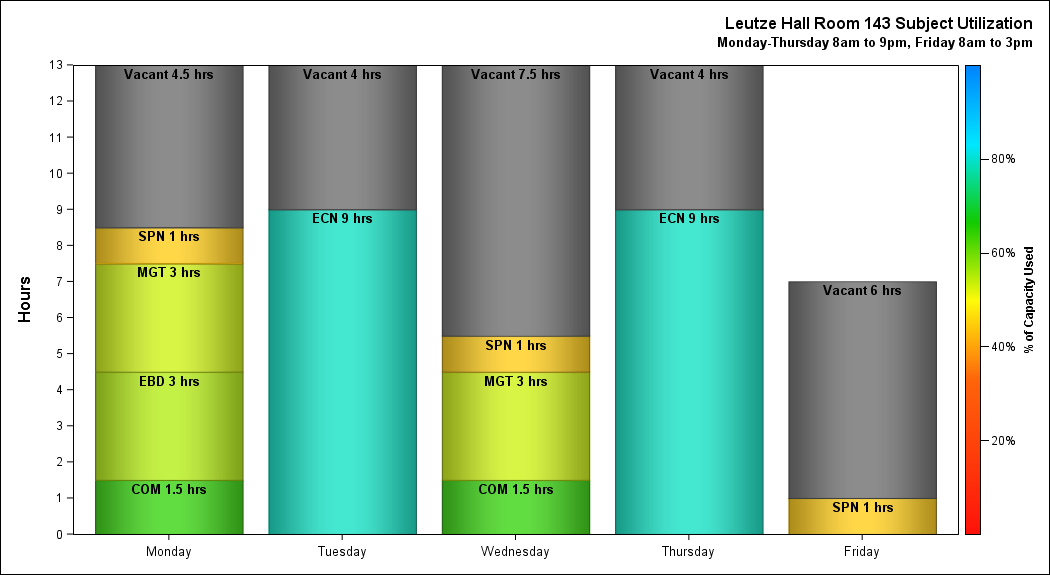 Leutze Hall Room 143 Subject Utilization
Monday-Thursday 8am to 9pm, Friday 8am to 3pm
Hours
13
12
11
10
9
8
7
6
5
4
3
2
1
0
Vacant 4.5 hrs
SPN 1 hrs
MGT 3 hrs
EBD 3 hrs
COM 1.5 hrs
Vacant 4 hrs
ECN 9 hrs
Vacant 7.5 hrs
SPN 1 hrs
MGT 3 hrs
COM 1.5 hrs
Vacant 4 hrs
ECN 9 hrs
Vacant 6 hrs
SPN 1 hrs
Monday
Tuesday
Wednesday
Thursday
Friday
80%
60%
40%
20%
% of Capacity Used